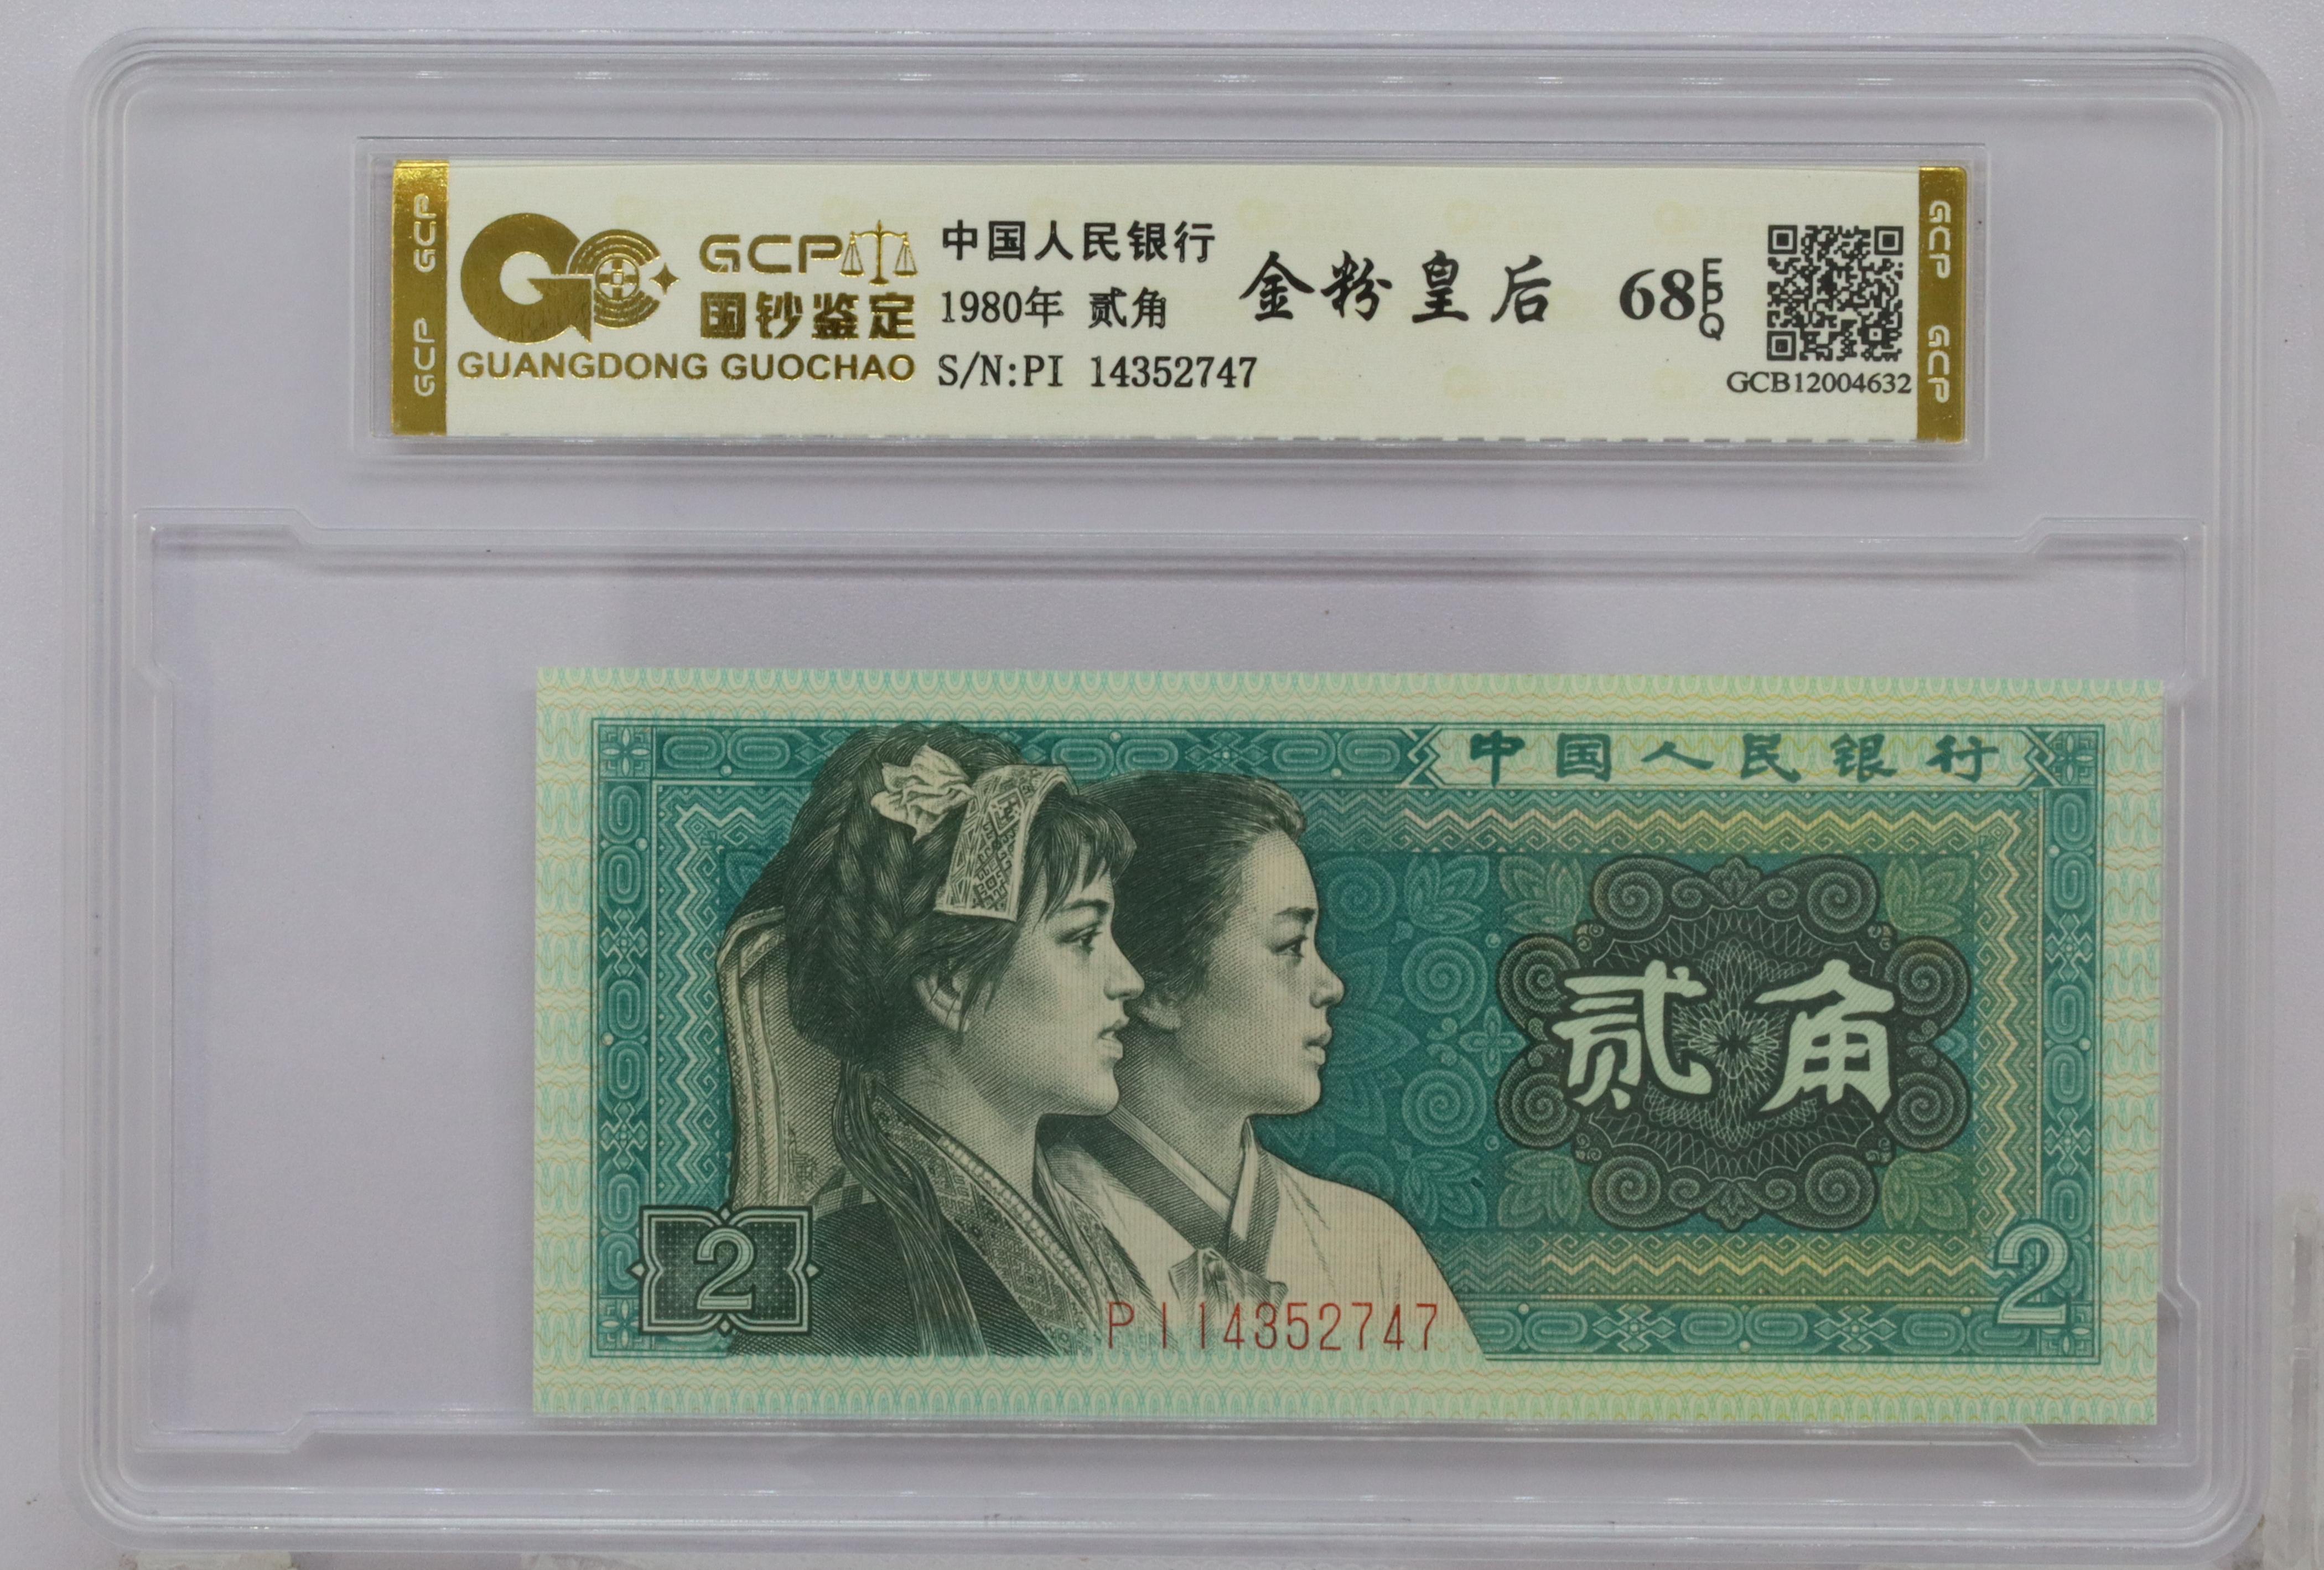 GCP GCP
GCP
国钞鉴定
GUANGDONG GUOCHAO
中国人民银行
1980年 贰角
S/N:PI 14352747
金粉皇后
68 EPQ
GCB12004632
GCP GCP
中国人民银行
贰角
2
2
PI14352747